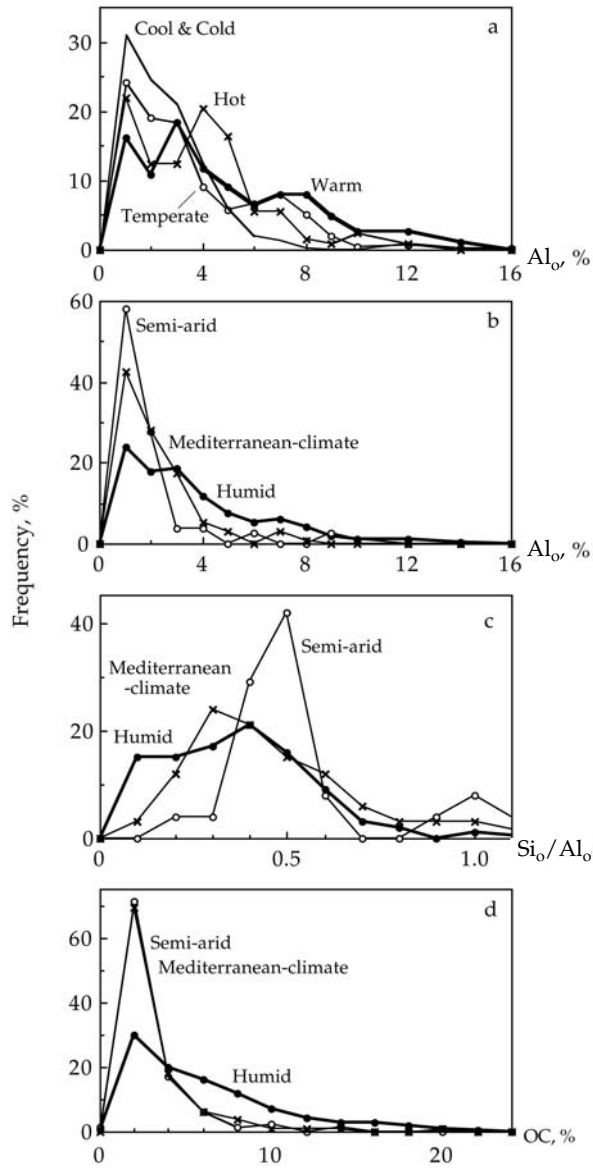 Frequency, %
a
Cool & Cold
Hot
Warm
Temperate
30
20
10
0
0 4 8 12 16
Alₒ, %
b
Semi-arid
Mediterranean-climate
Humid
60
40
20
0
0 4 8 12 16
Alₒ, %
c
Semi-arid
Mediterranean
-climate
Humid
40
20
0
0 0.5 1.0
Siₒ/Alₒ
d
Semi-arid
Mediterranean-climate
Humid
60
40
20
0
0 10 20
OC, %